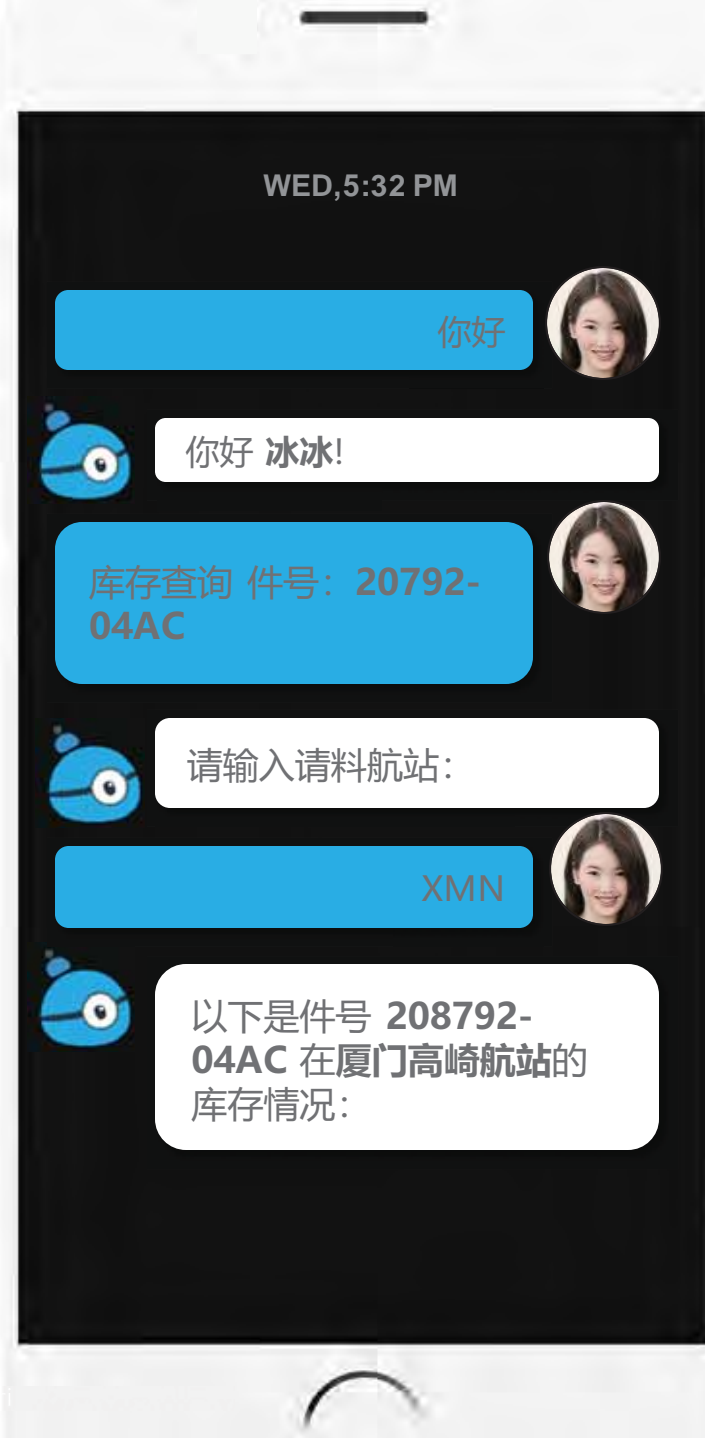 WED,5:32 PM
你好
你好 冰冰!
库存查询 件号：20792-
04AC
请输入请料航站：
XMN
以下是件号 208792-
04AC 在厦门高崎航站的
库存情况：